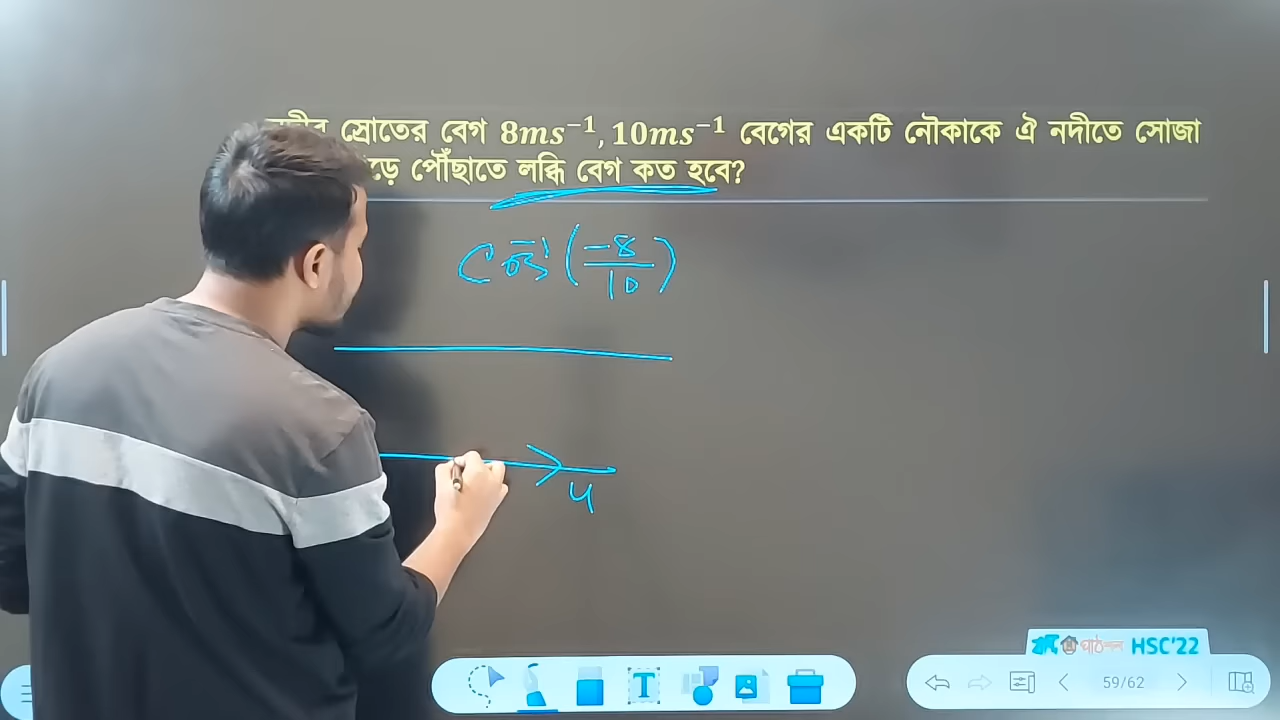 স্রোতের বেগ 8ms⁻¹, 10ms⁻¹ বেগের একটি নৌকাকে ঐ নদীতে সোজা
পৌঁছাতে লব্ধি বেগ কত হবে?
cos⁻¹(-8/10)
u
পাঠশালা HSC'22
T
59/62